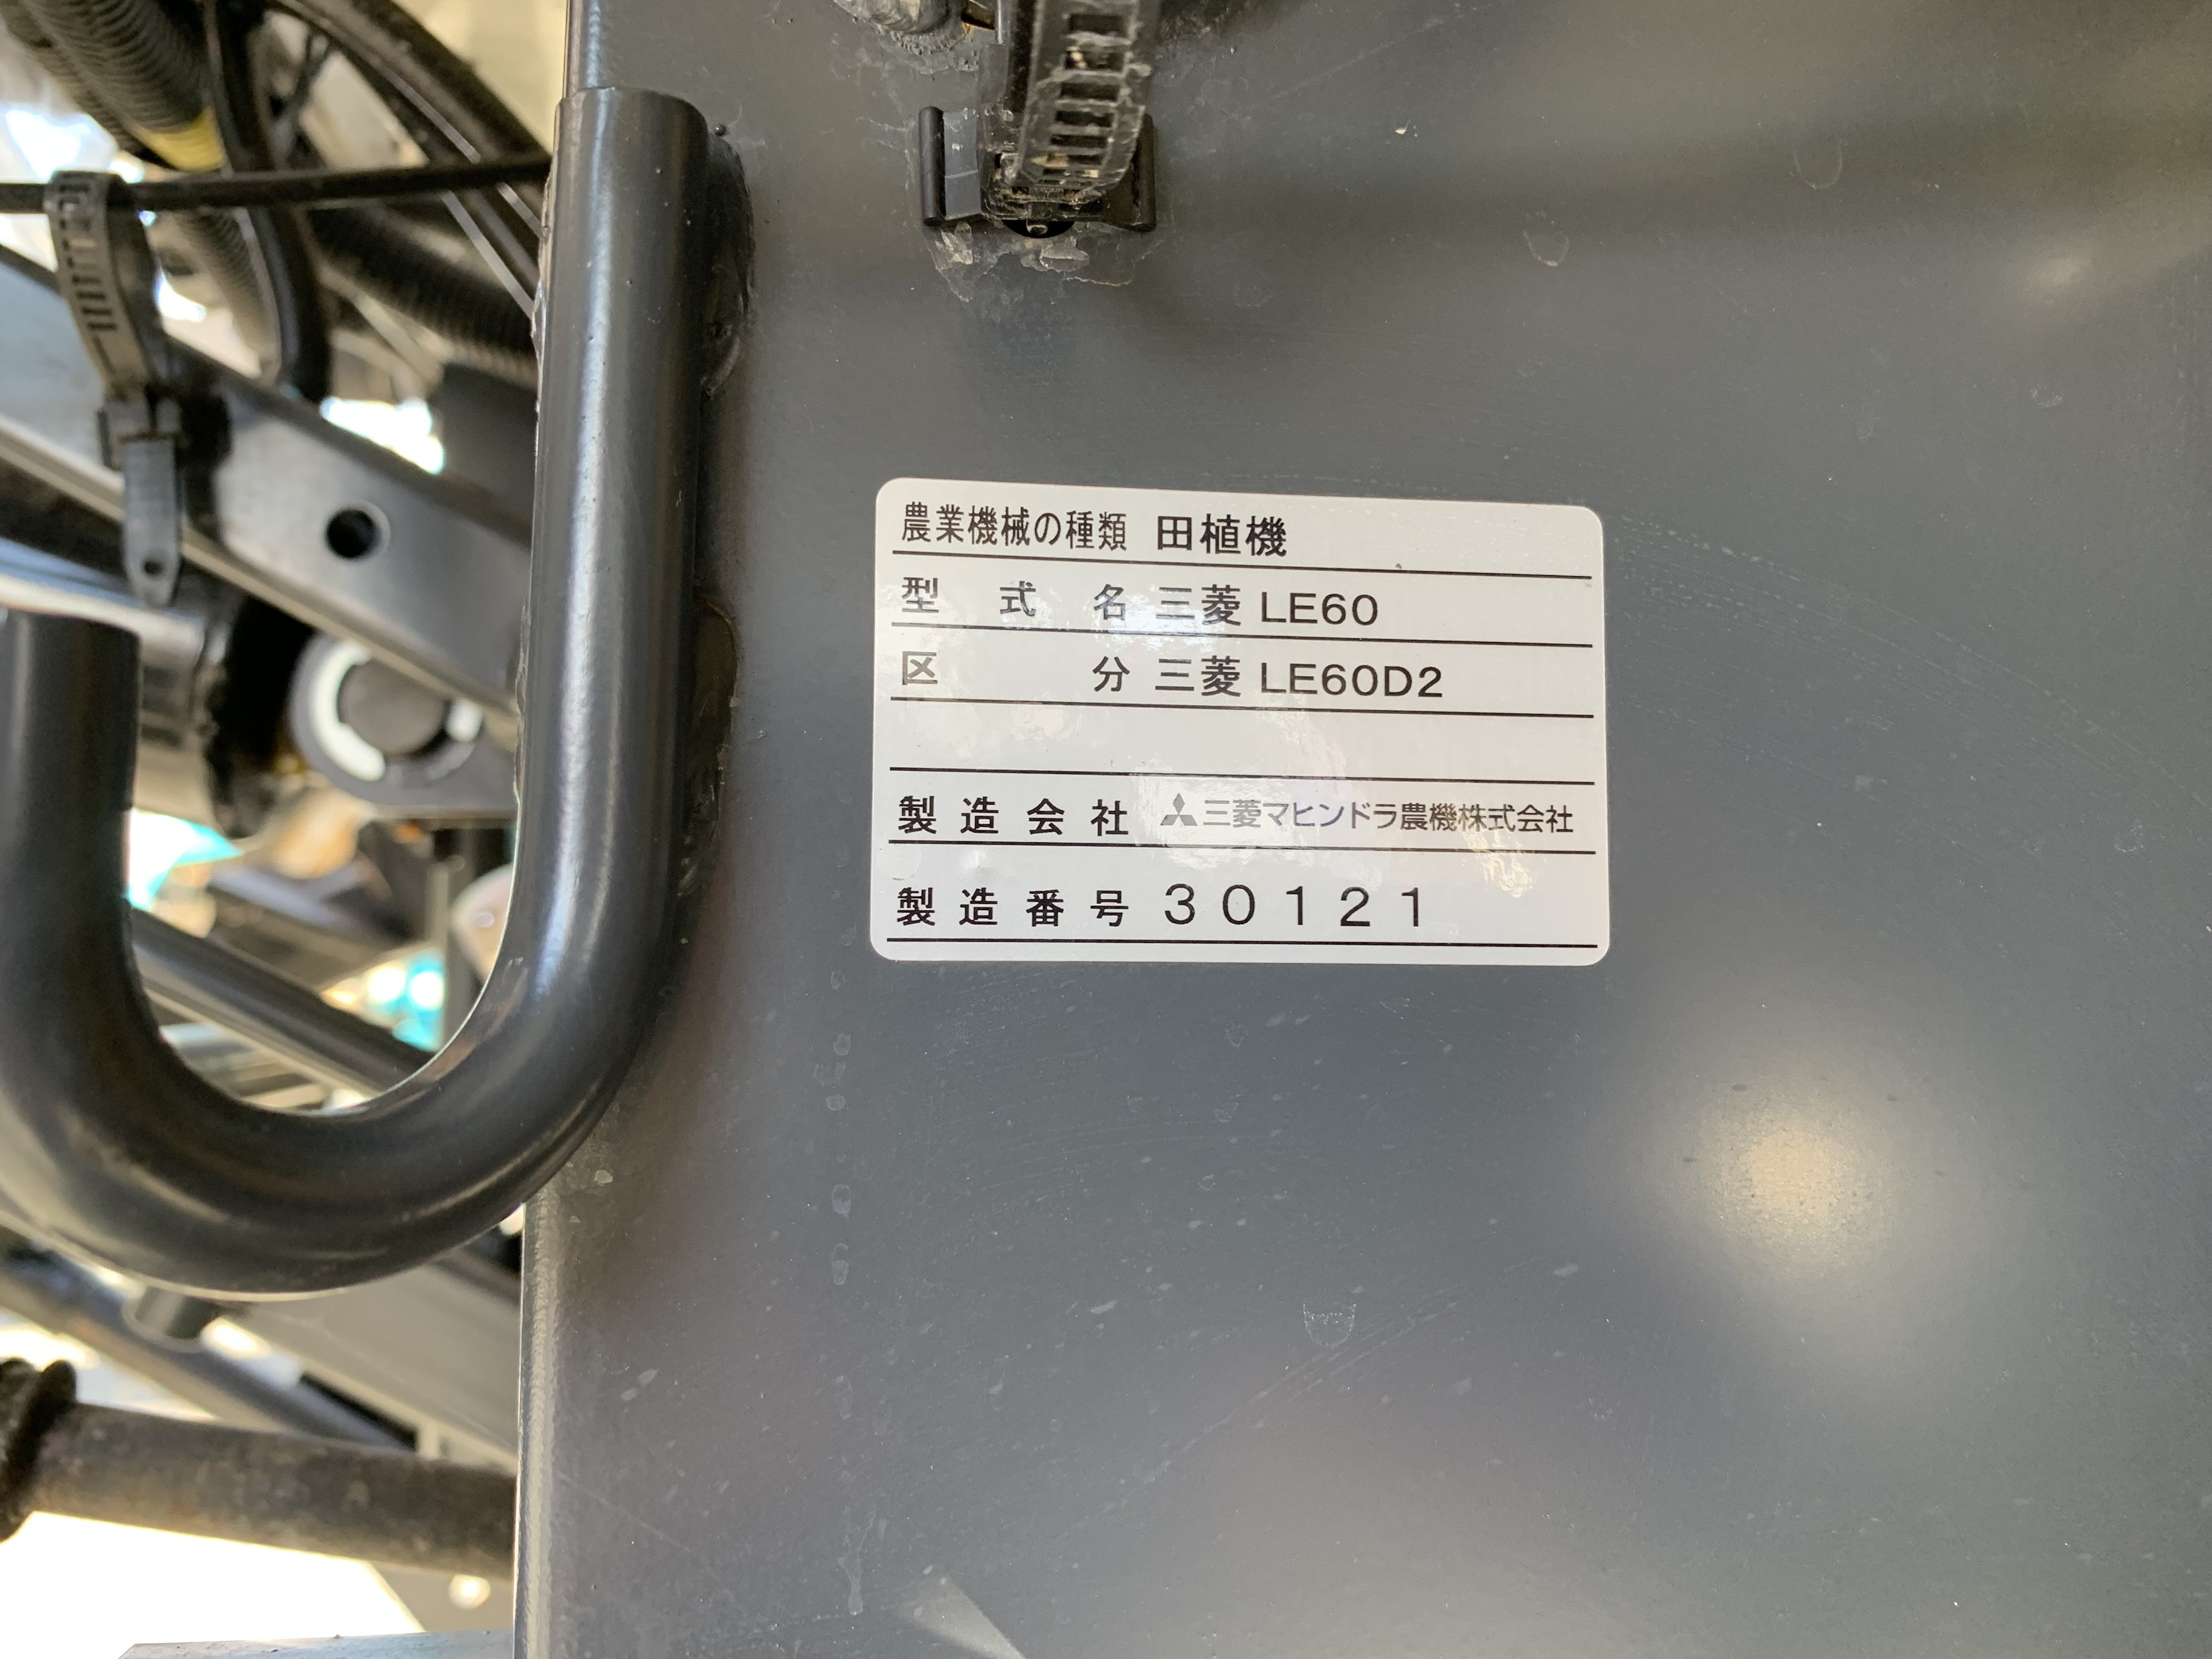 農業機械の種類 田植機
型式名 三菱 LE60
区分 三菱 LE60D2
製造会社 三菱マヒンドラ農機株式会社
製造番号 30121